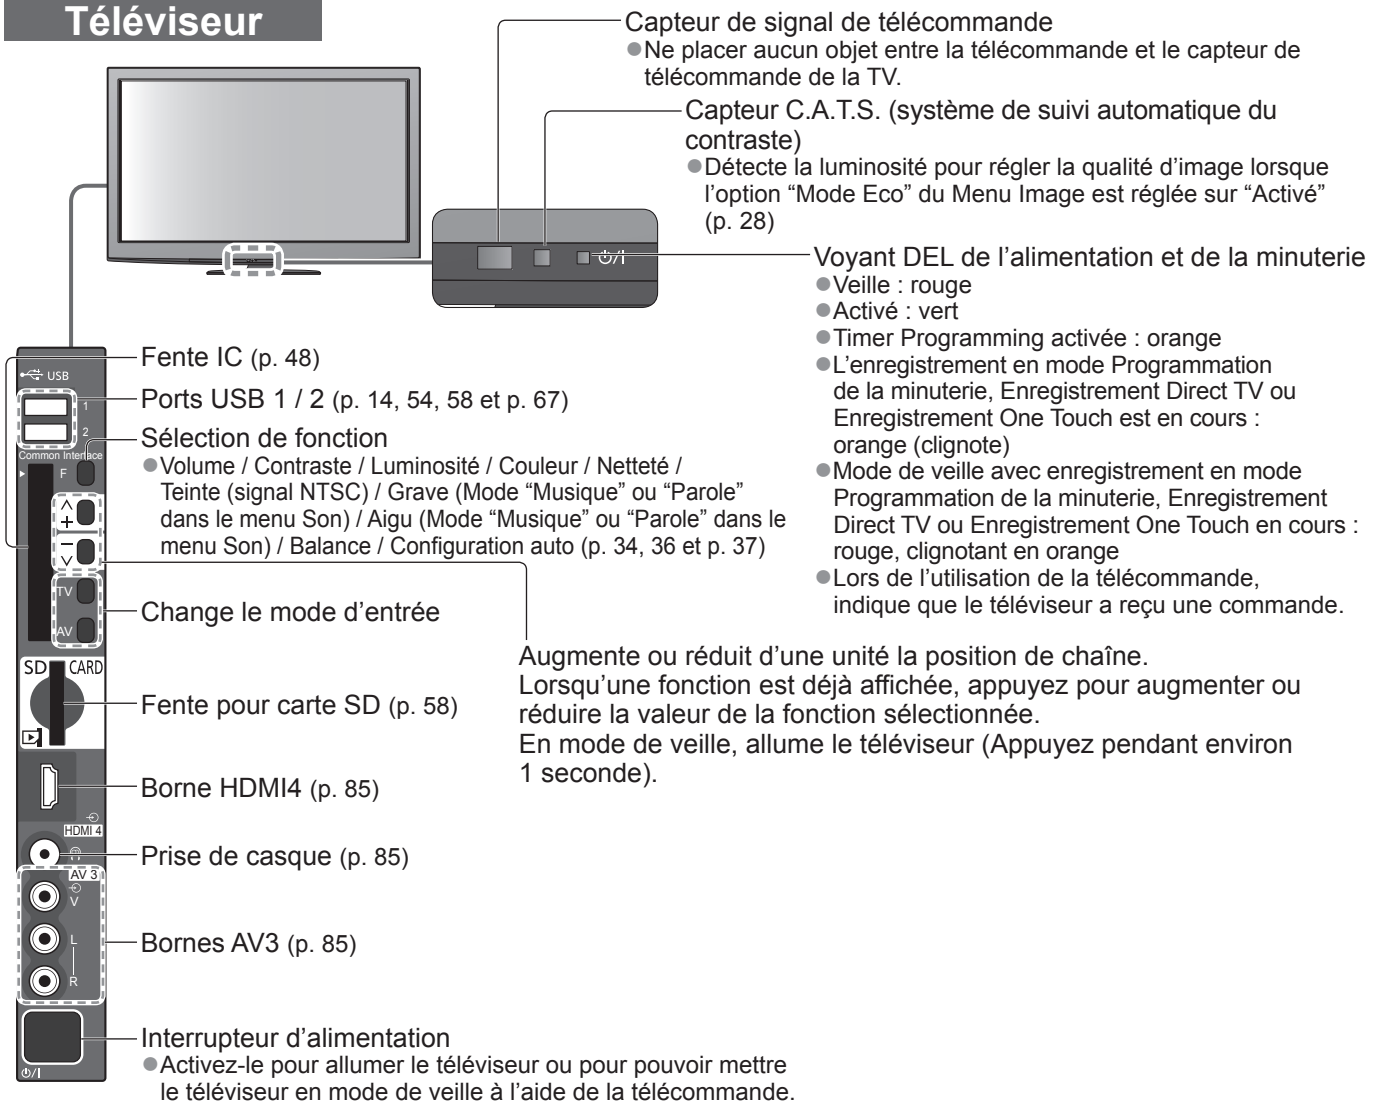 Téléviseur
Capteur de signal de télécommande
●Ne placer aucun objet entre la télécommande et le capteur de
télécommande de la TV.
Capteur C.A.T.S. (système de suivi automatique du
contraste)
●Détecte la luminosité pour régler la qualité d’image lorsque
l’option “Mode Eco” du Menu Image est réglée sur “Activé”
(p. 28)
Voyant DEL de l’alimentation et de la minuterie
●Veille : rouge
●Activé : vert
●Timer Programming activée : orange
●L’enregistrement en mode Programmation
de la minuterie, Enregistrement Direct TV ou
Enregistrement One Touch est en cours :
orange (clignote)
●Mode de veille avec enregistrement en mode
Programmation de la minuterie, Enregistrement
Direct TV ou Enregistrement One Touch en cours :
rouge, clignotant en orange
●Lors de l’utilisation de la télécommande,
indique que le téléviseur a reçu une commande.
Fente IC (p. 48)
Ports USB 1 / 2 (p. 14, 54, 58 et p. 67)
Sélection de fonction
●Volume / Contraste / Luminosité / Couleur / Netteté /
Teinte (signal NTSC) / Grave (Mode “Musique” ou “Parole”
dans le menu Son) / Aigu (Mode “Musique” ou “Parole” dans le
menu Son) / Balance / Configuration auto (p. 34, 36 et p. 37)
Change le mode d’entrée
Augmente ou réduit d’une unité la position de chaîne.
Lorsqu’une fonction est déjà affichée, appuyez pour augmenter ou
réduire la valeur de la fonction sélectionnée.
En mode de veille, allume le téléviseur (Appuyez pendant environ
1 seconde).
Fente pour carte SD (p. 58)
Borne HDMI4 (p. 85)
Prise de casque (p. 85)
Bornes AV3 (p. 85)
Interrupteur d’alimentation
●Activez-le pour allumer le téléviseur ou pour pouvoir mettre
le téléviseur en mode de veille à l’aide de la télécommande.
USB
1
2
Common Interface
F
+
−
TV
AV
SD CARD
HDMI 4
AV 3
V
L
R
⏻/I
⏻/I